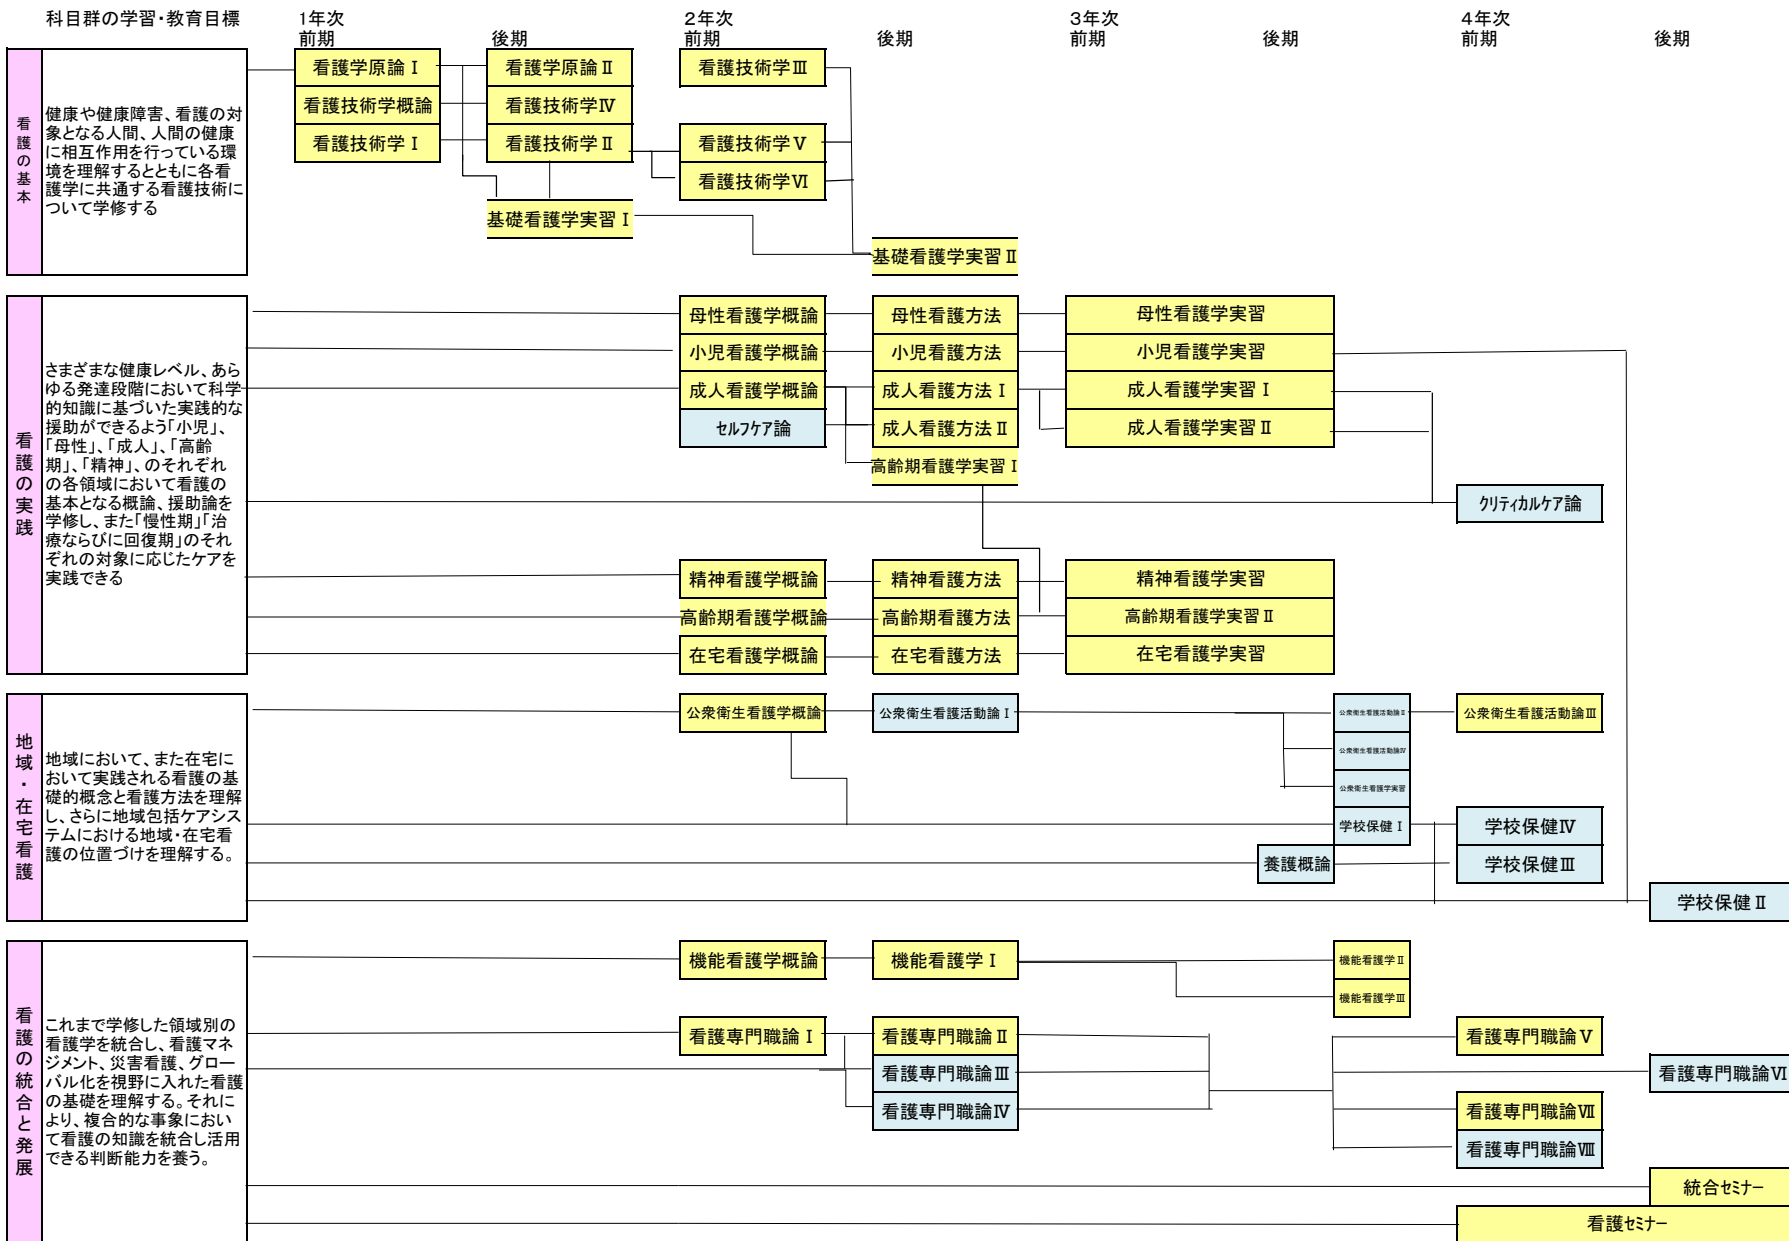 科目群の学習・教育目標
1年次
2年次
3年次
4年次
前期
後期
前期
後期
前期
後期
前期
後期
看護の基本
健康や健康障害、看護の対
象となる人間、人間の健康
に相互作用を行っている環
境を理解するとともに各看
護学に共通する看護技術に
ついて学修する
看護学原論Ⅰ
看護学原論Ⅱ
看護技術学Ⅲ
看護技術学概論
看護技術学Ⅳ
看護技術学Ⅰ
看護技術学Ⅱ
看護技術学Ⅴ
看護技術学Ⅵ
基礎看護学実習Ⅰ
基礎看護学実習Ⅱ
看護の実践
さまざまな健康レベル、あら
ゆる発達段階において科学
的知識に基づいた実践的な
援助ができるよう「小児」、
「母性」、「成人」、「高齢
期」、「精神」、のそれぞれ
の各領域において看護の
基本となる概論、援助論を
学修し、また「慢性期」「治
療ならびに回復期」のそれ
ぞれの対象に応じたケアを
実践できる
母性看護学概論
母性看護方法
母性看護学実習
小児看護学概論
小児看護方法
小児看護学実習
成人看護学概論
成人看護方法Ⅰ
成人看護学実習Ⅰ
セルフケア論
成人看護方法Ⅱ
成人看護学実習Ⅱ
高齢期看護学実習Ⅰ
クリティカルケア論
精神看護学概論
精神看護方法
精神看護学実習
高齢期看護学概論
高齢期看護方法
高齢期看護学実習Ⅱ
在宅看護学概論
在宅看護方法
在宅看護学実習
地域・在宅看護
地域において、また在宅に
おいて実践される看護の基
礎的概念と看護方法を理解
し、さらに地域包括ケアシス
テムにおける地域・在宅看
護の位置づけを理解する。
公衆衛生看護学概論
公衆衛生看護活動論Ⅰ
公衆衛生看護活動論Ⅱ
公衆衛生看護活動論Ⅲ
公衆衛生看護活動論Ⅳ
公衆衛生看護学実習
学校保健Ⅰ
学校保健Ⅳ
養護概論
学校保健Ⅲ
学校保健Ⅱ
看護の統合と発展
これまで学修した領域別の
看護学を統合し、看護マネ
ジメント、災害看護、グロー
バル化を視野に入れた看護
の基礎を理解する。それに
より、複合的な事象におい
て看護の知識を統合し活用
できる判断能力を養う。
機能看護学概論
機能看護学Ⅰ
機能看護学Ⅱ
機能看護学Ⅲ
看護専門職論Ⅰ
看護専門職論Ⅱ
看護専門職論Ⅴ
看護専門職論Ⅲ
看護専門職論Ⅵ
看護専門職論Ⅳ
看護専門職論Ⅶ
看護専門職論Ⅷ
統合セミナー
看護セミナー